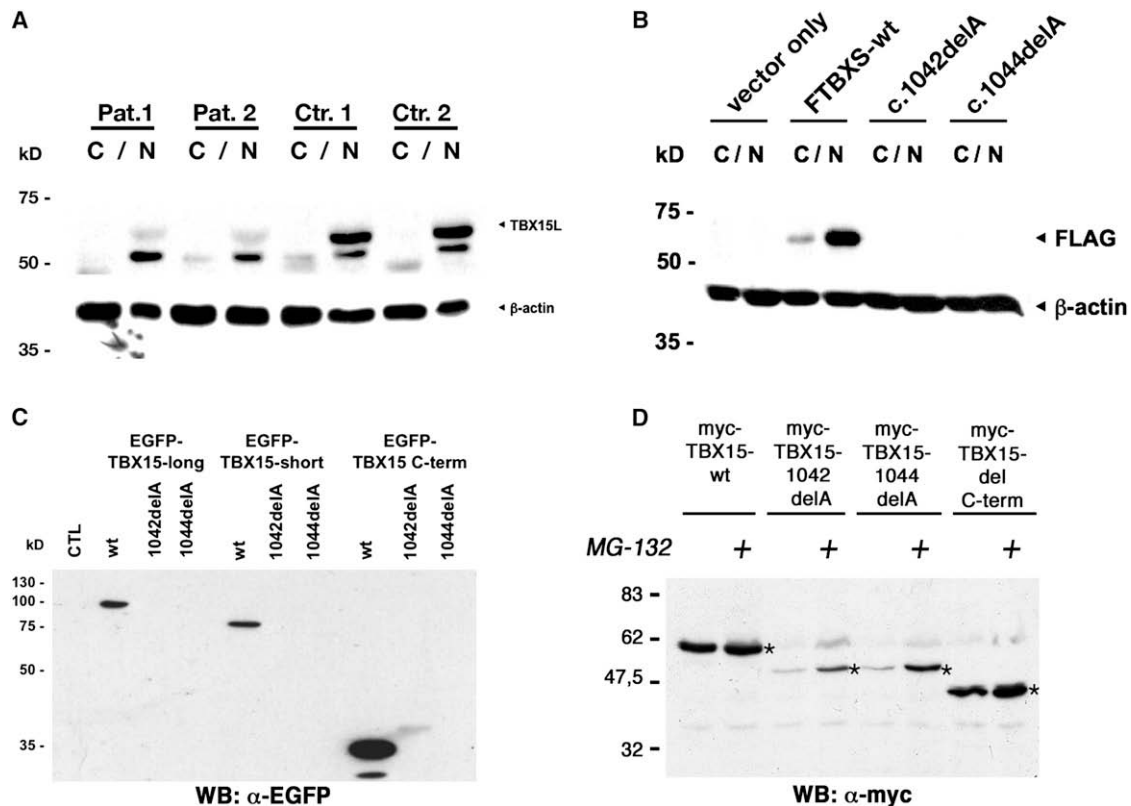 A
Pat.1 Pat. 2 Ctr. 1 Ctr. 2
kD C / N C / N C / N C / N
75 -
◂ TBX15L
50 -
◂ β-actin
35 -
B
vector only FTBXS-wt c.1042delA c.1044delA
kD C / N C / N C / N C / N
75 -
◂ FLAG
50 -
◂ β-actin
35 -
C
EGFP-
TBX15-long
EGFP-
TBX15-short
EGFP-
TBX15 C-term
kD CTL wt 1042delA 1044delA wt 1042delA 1044delA wt 1042delA 1044delA
130 -
100 -
75 -
50 -
35 -
WB: α-EGFP
D
myc-
TBX15-
wt
myc-
TBX15-
1042
delA
myc-
TBX15-
1044
delA
myc-
TBX15-
del
C-term
MG-132 + + + +
83 -
62 -
*
* *
47,5 -
*
32 -
WB: α-myc